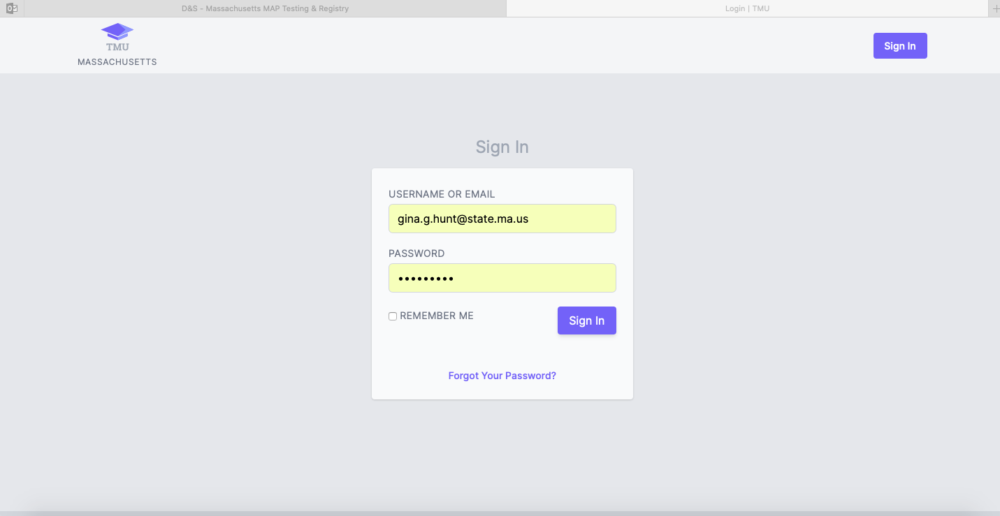 D&S - Massachusetts MAP Testing & Registry
Login | TMU
TMU
MASSACHUSETTS
Sign In
Sign In
USERNAME OR EMAIL
gina.g.hunt@state.ma.us
PASSWORD
•••••••••
REMEMBER ME
Sign In
Forgot Your Password?